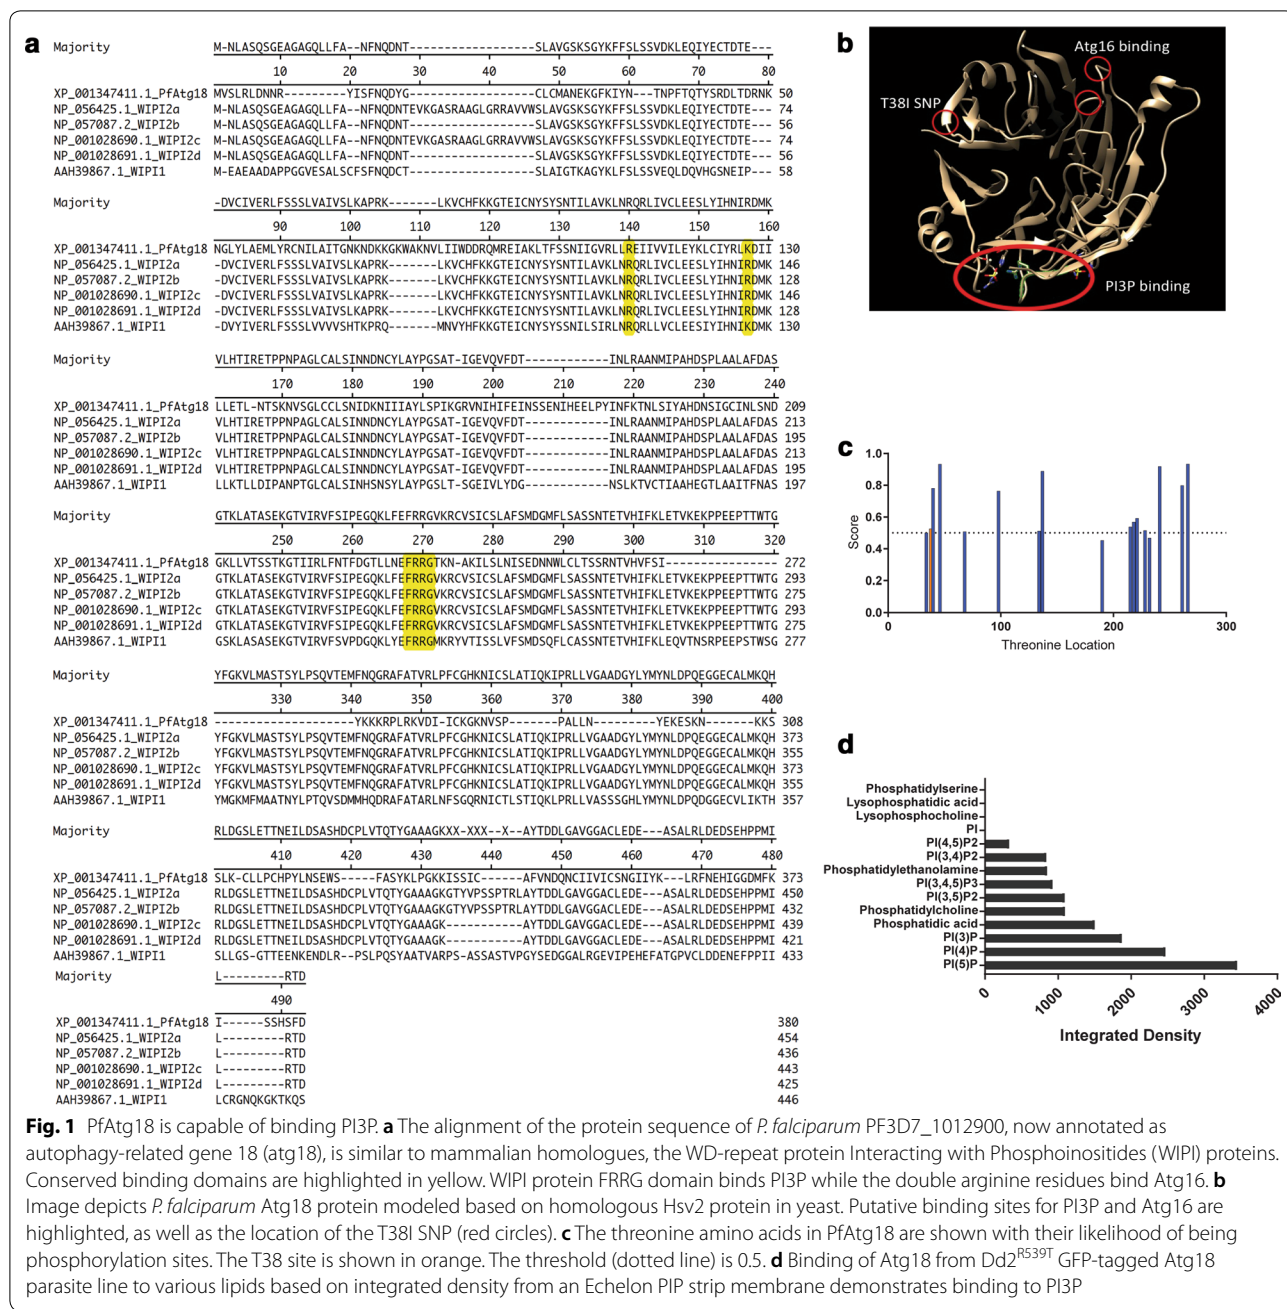 a
Majority M-NLASQSGEAGAGQLLFA--NFNQDNT------------------SLAVGSKSGYKFFSLSSVDKLEQIYECTDTE---
10 20 30 40 50 60 70 80
XP_001347411.1_PfAtg18 MVSLRLDNNR---------YISFNQDYG------------------CLCMANEKGFKIYN---TNPFTQTYSRDLTDRNK 50
NP_056425.1_WIPI2a M-NLASQSGEAGAGQLLFA--NFNQDNTEVKGASRAAGLGRRAVVWSLAVGSKSGYKFFSLSSVDKLEQIYECTDTE--- 74
NP_057087.2_WIPI2b M-NLASQSGEAGAGQLLFA--NFNQDNT------------------SLAVGSKSGYKFFSLSSVDKLEQIYECTDTE--- 56
NP_001028690.1_WIPI2c M-NLASQSGEAGAGQLLFA--NFNQDNTEVKGASRAAGLGRRAVVWSLAVGSKSGYKFFSLSSVDKLEQIYECTDTE--- 74
NP_001028691.1_WIPI2d M-NLASQSGEAGAGQLLFA--NFNQDNT------------------SLAVGSKSGYKFFSLSSVDKLEQIYECTDTE--- 56
AAH39867.1_WIPI1 M-EAEAADAPPGGVESALSCFSFNQDCT------------------SLAIGTKAGYKLFSLSSVEQLDQVHGSNEIP--- 58
Majority -DVCIVERLFSSSLVAIVSLKAPRK-------LKVCHFKKGTEICNYSYSNTILAVKLNRQRLIVCLEESLYIHNIRDMK
90 100 110 120 130 140 150 160
XP_001347411.1_PfAtg18 NGLYLAEMLYRCNILAITGNKNDKKGKWAKNVLIIWDDRQMREIAKLTFSSNIIGVRLLREIIVVILEYKLCIYRLKDII 130
NP_056425.1_WIPI2a -DVCIVERLFSSSLVAIVSLKAPRK-------LKVCHFKKGTEICNYSYSNTILAVKLNRQRLIVCLEESLYIHNIRDMK 146
NP_057087.2_WIPI2b -DVCIVERLFSSSLVAIVSLKAPRK-------LKVCHFKKGTEICNYSYSNTILAVKLNRQRLIVCLEESLYIHNIRDMK 128
NP_001028690.1_WIPI2c -DVCIVERLFSSSLVAIVSLKAPRK-------LKVCHFKKGTEICNYSYSNTILAVKLNRQRLIVCLEESLYIHNIRDMK 146
NP_001028691.1_WIPI2d -DVCIVERLFSSSLVAIVSLKAPRK-------LKVCHFKKGTEICNYSYSNTILAVKLNRQRLIVCLEESLYIHNIRDMK 128
AAH39867.1_WIPI1 -DVYIVERLFSSSLVVVVSHTKPRQ-------MNVYHFKKGTEICNYSYSSNILSIRLNRQRLLVCLEESIYIHNIKDMK 130
Majority VLHTIRETPPNPAGLCALSINNDNCYLAYPGSAT-IGEVQVFDT------------INLRAANMIPAHDSPLAALAFDAS
170 180 190 200 210 220 230 240
XP_001347411.1_PfAtg18 LLETL-NTSKNVSGLCCLSNIDKNIIIAYLSPIKGRVNIHIFEINSSENIHEELPYINFKTNLSIYAHDNSIGCINLSND 209
NP_056425.1_WIPI2a VLHTIRETPPNPAGLCALSINNDNCYLAYPGSAT-IGEVQVFDT------------INLRAANMIPAHDSPLAALAFDAS 213
NP_057087.2_WIPI2b VLHTIRETPPNPAGLCALSINNDNCYLAYPGSAT-IGEVQVFDT------------INLRAANMIPAHDSPLAALAFDAS 195
NP_001028690.1_WIPI2c VLHTIRETPPNPAGLCALSINNDNCYLAYPGSAT-IGEVQVFDT------------INLRAANMIPAHDSPLAALAFDAS 213
NP_001028691.1_WIPI2d VLHTIRETPPNPAGLCALSINNDNCYLAYPGSAT-IGEVQVFDT------------INLRAANMIPAHDSPLAALAFDAS 195
AAH39867.1_WIPI1 LLKTLLDIPANPTGLCALSINHSNSYLAYPGSLT-SGEIVLYDG------------NSLKTVCTIAAHEGTLAAITFNAS 197
Majority GTKLATASEKGTVIRVFSIPEGQKLFEFRRGVKRCVSICSLAFSMDGMFLSASSNTETVHIFKLETVKEKPPEEPTTWTG
250 260 270 280 290 300 310 320
XP_001347411.1_PfAtg18 GKLLVTSSTKGTIIRLFNTFDGTLLNEFRRGTKN-AKILSLNISEDNNWLCLTSSRNTVHVFSI---------------- 272
NP_056425.1_WIPI2a GTKLATASEKGTVIRVFSIPEGQKLFEFRRGVKRCVSICSLAFSMDGMFLSASSNTETVHIFKLETVKEKPPEEPTTWTG 293
NP_057087.2_WIPI2b GTKLATASEKGTVIRVFSIPEGQKLFEFRRGVKRCVSICSLAFSMDGMFLSASSNTETVHIFKLETVKEKPPEEPTTWTG 275
NP_001028690.1_WIPI2c GTKLATASEKGTVIRVFSIPEGQKLFEFRRGVKRCVSICSLAFSMDGMFLSASSNTETVHIFKLETVKEKPPEEPTTWTG 293
NP_001028691.1_WIPI2d GTKLATASEKGTVIRVFSIPEGQKLFEFRRGVKRCVSICSLAFSMDGMFLSASSNTETVHIFKLETVKEKPPEEPTTWTG 275
AAH39867.1_WIPI1 GSKLASASEKGTVIRVFSVPDGQKLYEFRRGMKRYVTISSLVFSMDSQFLCASSNTETVHIFKLEQVTNSRPEEPSTWSG 277
Majority YFGKVLMASTSYLPSQVTEMFNQGRAFATVRLPFCGHKNICSLATIQKIPRLLVGAADGYLYMYNLDPQEGGECALMKQH
330 340 350 360 370 380 390 400
XP_001347411.1_PfAtg18 --------------------YKKKRPLRKVDI-ICKGKNVSP-------PALLN---------YEKESKN-------KKS 308
NP_056425.1_WIPI2a YFGKVLMASTSYLPSQVTEMFNQGRAFATVRLPFCGHKNICSLATIQKIPRLLVGAADGYLYMYNLDPQEGGECALMKQH 373
NP_057087.2_WIPI2b YFGKVLMASTSYLPSQVTEMFNQGRAFATVRLPFCGHKNICSLATIQKIPRLLVGAADGYLYMYNLDPQEGGECALMKQH 355
NP_001028690.1_WIPI2c YFGKVLMASTSYLPSQVTEMFNQGRAFATVRLPFCGHKNICSLATIQKIPRLLVGAADGYLYMYNLDPQEGGECALMKQH 373
NP_001028691.1_WIPI2d YFGKVLMASTSYLPSQVTEMFNQGRAFATVRLPFCGHKNICSLATIQKIPRLLVGAADGYLYMYNLDPQEGGECALMKQH 355
AAH39867.1_WIPI1 YMGKMFMAATNYLPTQVSDMMHQDRAFATARLNFSGQRNICTLSTIQKLPRLLVASSSGHLYMYNLDPQDGGECVLIKTH 357
Majority RLDGSLETTNEILDSASHDCPLVTQTYGAAAGKXX-XXX--X--AYTDDLGAVGGACLEDE---ASALRLDEDSEHPPMI
410 420 430 440 450 460 470 480
XP_001347411.1_PfAtg18 SLK-CLLPCHPYLNSEWS-----FASYKLPGKKISSIC------AFVNDQNCIIVICSNGIIYK---LRFNEHIGGDMFK 373
NP_056425.1_WIPI2a RLDGSLETTNEILDSASHDCPLVTQTYGAAAGKGTYVPSSPTRLAYTDDLGAVGGACLEDE---ASALRLDEDSEHPPMI 450
NP_057087.2_WIPI2b RLDGSLETTNEILDSASHDCPLVTQTYGAAAGKGTYVPSSPTRLAYTDDLGAVGGACLEDE---ASALRLDEDSEHPPMI 432
NP_001028690.1_WIPI2c RLDGSLETTNEILDSASHDCPLVTQTYGAAAGK-----------AYTDDLGAVGGACLEDE---ASALRLDEDSEHPPMI 439
NP_001028691.1_WIPI2d RLDGSLETTNEILDSASHDCPLVTQTYGAAAGK-----------AYTDDLGAVGGACLEDE---ASALRLDEDSEHPPMI 421
AAH39867.1_WIPI1 SLLGS-GTTEENKENDLR--PSLPQSYAATVARPS-ASSASTVPGYSEDGGALRGEVIPEHEFATGPVCLDDENEFPPII 433
Majority L---------RTD
490
XP_001347411.1_PfAtg18 I------SSHSFD 380
NP_056425.1_WIPI2a L---------RTD 454
NP_057087.2_WIPI2b L---------RTD 436
NP_001028690.1_WIPI2c L---------RTD 443
NP_001028691.1_WIPI2d L---------RTD 425
AAH39867.1_WIPI1 LCRGNQKGKTKQS 446
b
Atg16 binding
T38I SNP
PI3P binding
c
1.0
0.8
0.6
0.4
0.2
0.0
Score
0 100 200 300
Threonine Location
d
Phosphatidylserine
Lysophosphatidic acid
Lysophosphocholine
PI
PI(4,5)P2
PI(3,4)P2
Phosphatidylethanolamine
PI(3,4,5)P3
PI(3,5)P2
Phosphatidylcholine
Phosphatidic acid
PI(3)P
PI(4)P
PI(5)P
0 1000 2000 3000 4000
Integrated Density
Fig. 1 PfAtg18 is capable of binding PI3P. a The alignment of the protein sequence of P. falciparum PF3D7_1012900, now annotated as
autophagy-related gene 18 (atg18), is similar to mammalian homologues, the WD-repeat protein Interacting with Phosphoinositides (WIPI) proteins.
Conserved binding domains are highlighted in yellow. WIPI protein FRRG domain binds PI3P while the double arginine residues bind Atg16. b
Image depicts P. falciparum Atg18 protein modeled based on homologous Hsv2 protein in yeast. Putative binding sites for PI3P and Atg16 are
highlighted, as well as the location of the T38I SNP (red circles). c The threonine amino acids in PfAtg18 are shown with their likelihood of being
phosphorylation sites. The T38 site is shown in orange. The threshold (dotted line) is 0.5. d Binding of Atg18 from Dd2R539T GFP-tagged Atg18
parasite line to various lipids based on integrated density from an Echelon PIP strip membrane demonstrates binding to PI3P